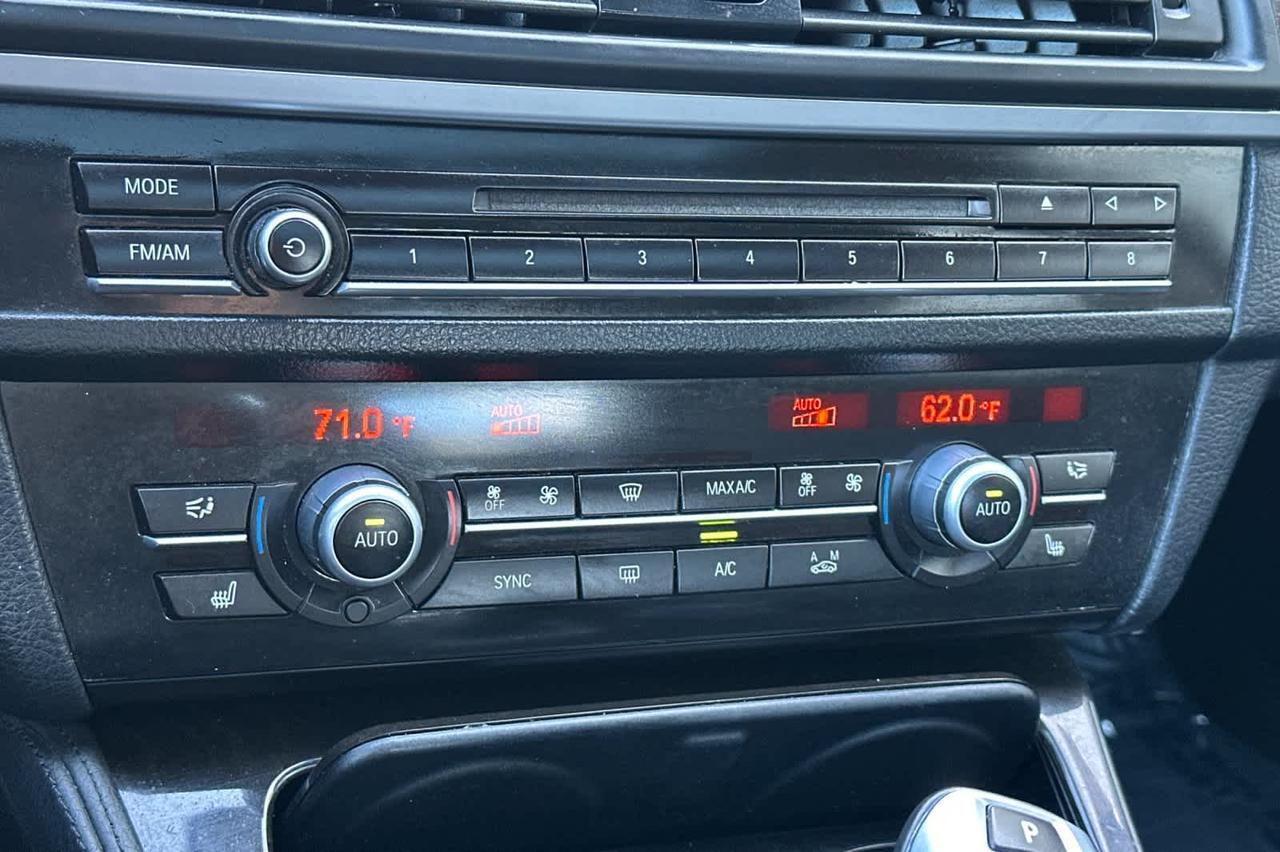 MODE
FM/AM 1 2 3 4 5 6 7 8
71.0 °F AUTO AUTO 62.0 °F
OFF MAX A/C OFF
AUTO AUTO
SYNC A/C A M
P